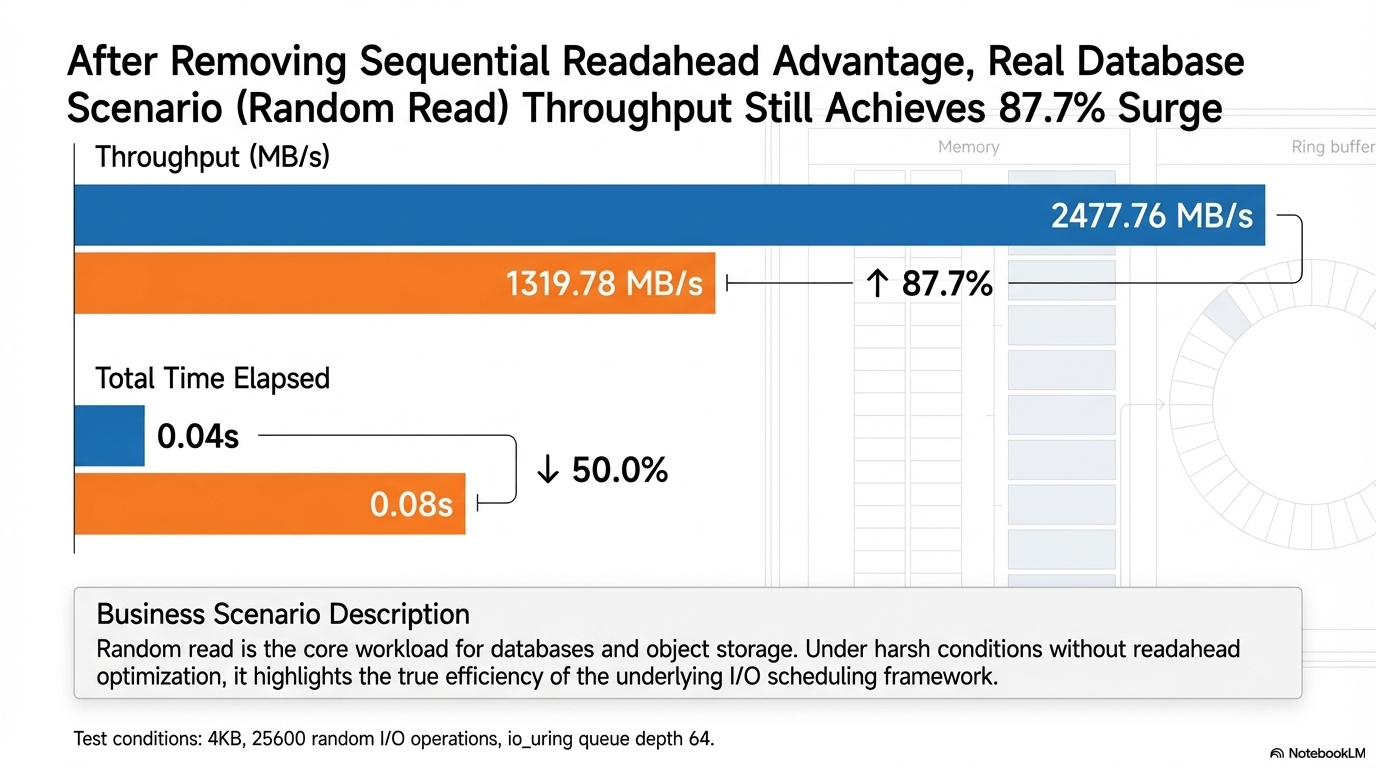 After Removing Sequential Readahead Advantage, Real Database
Scenario (Random Read) Throughput Still Achieves 87.7% Surge
Memory
Ring buffer
Throughput (MB/s)
2477.76 MB/s
1319.78 MB/s
↑ 87.7%
Total Time Elapsed
0.04s
↓ 50.0%
0.08s
Business Scenario Description
Random read is the core workload for databases and object storage. Under harsh conditions without readahead
optimization, it highlights the true efficiency of the underlying I/O scheduling framework.
Test conditions: 4KB, 25600 random I/O operations, io_uring queue depth 64.
NotebookLM